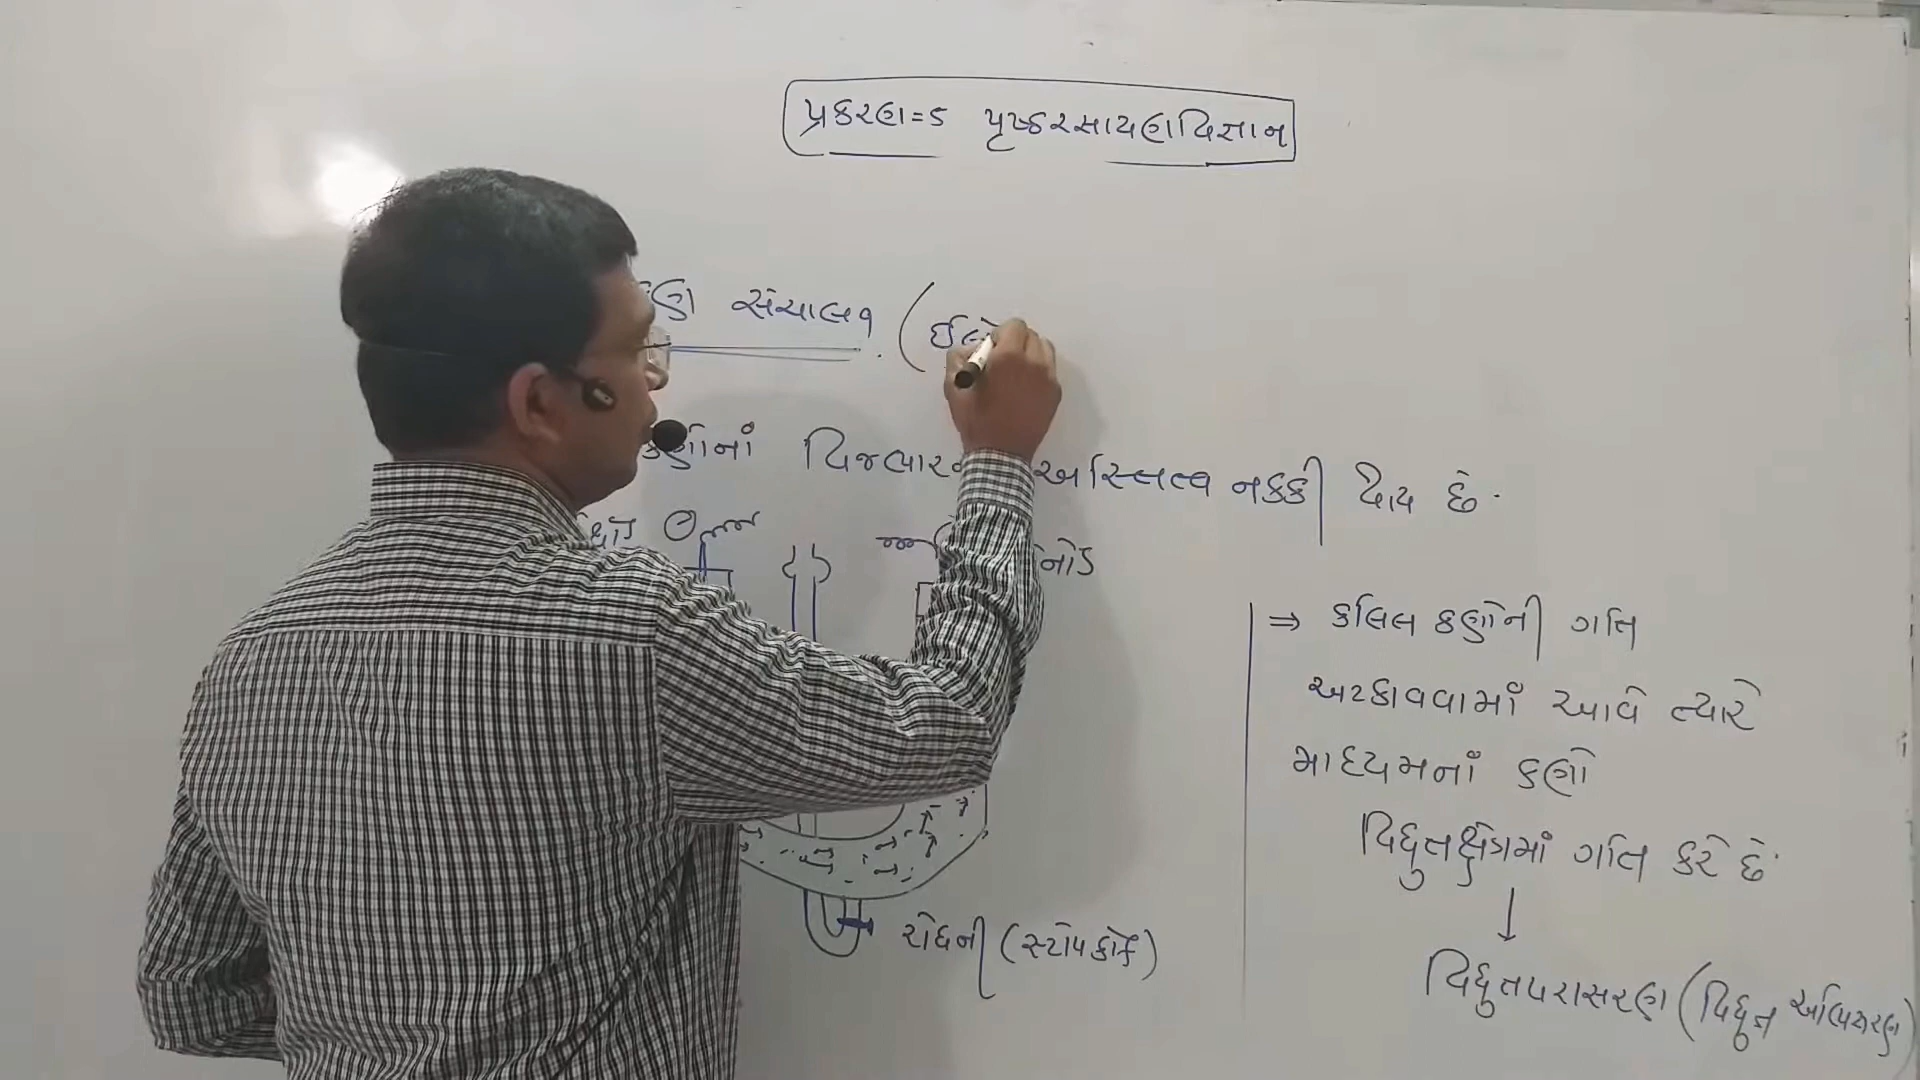 પ્રકરણ=5 પૃષ્ઠરસાયણવિજ્ઞાન
કણ સંચાલન (ઈલે
કણોનાં વિજભારનું અસ્તિત્વ નક્કી થાય છે.
⊖
નોડ
⇒ કલિલ કણોની ગતિ
અટકાવવામાં આવે ત્યારે
માધ્યમનાં કણો
વિદ્યુતક્ષેત્રમાં ગતિ કરે છે.
↓
વિદ્યુતપરાસરણ (વિદ્યુત અભિસરણ)
રોધની (સ્ટોપકોર્ક)